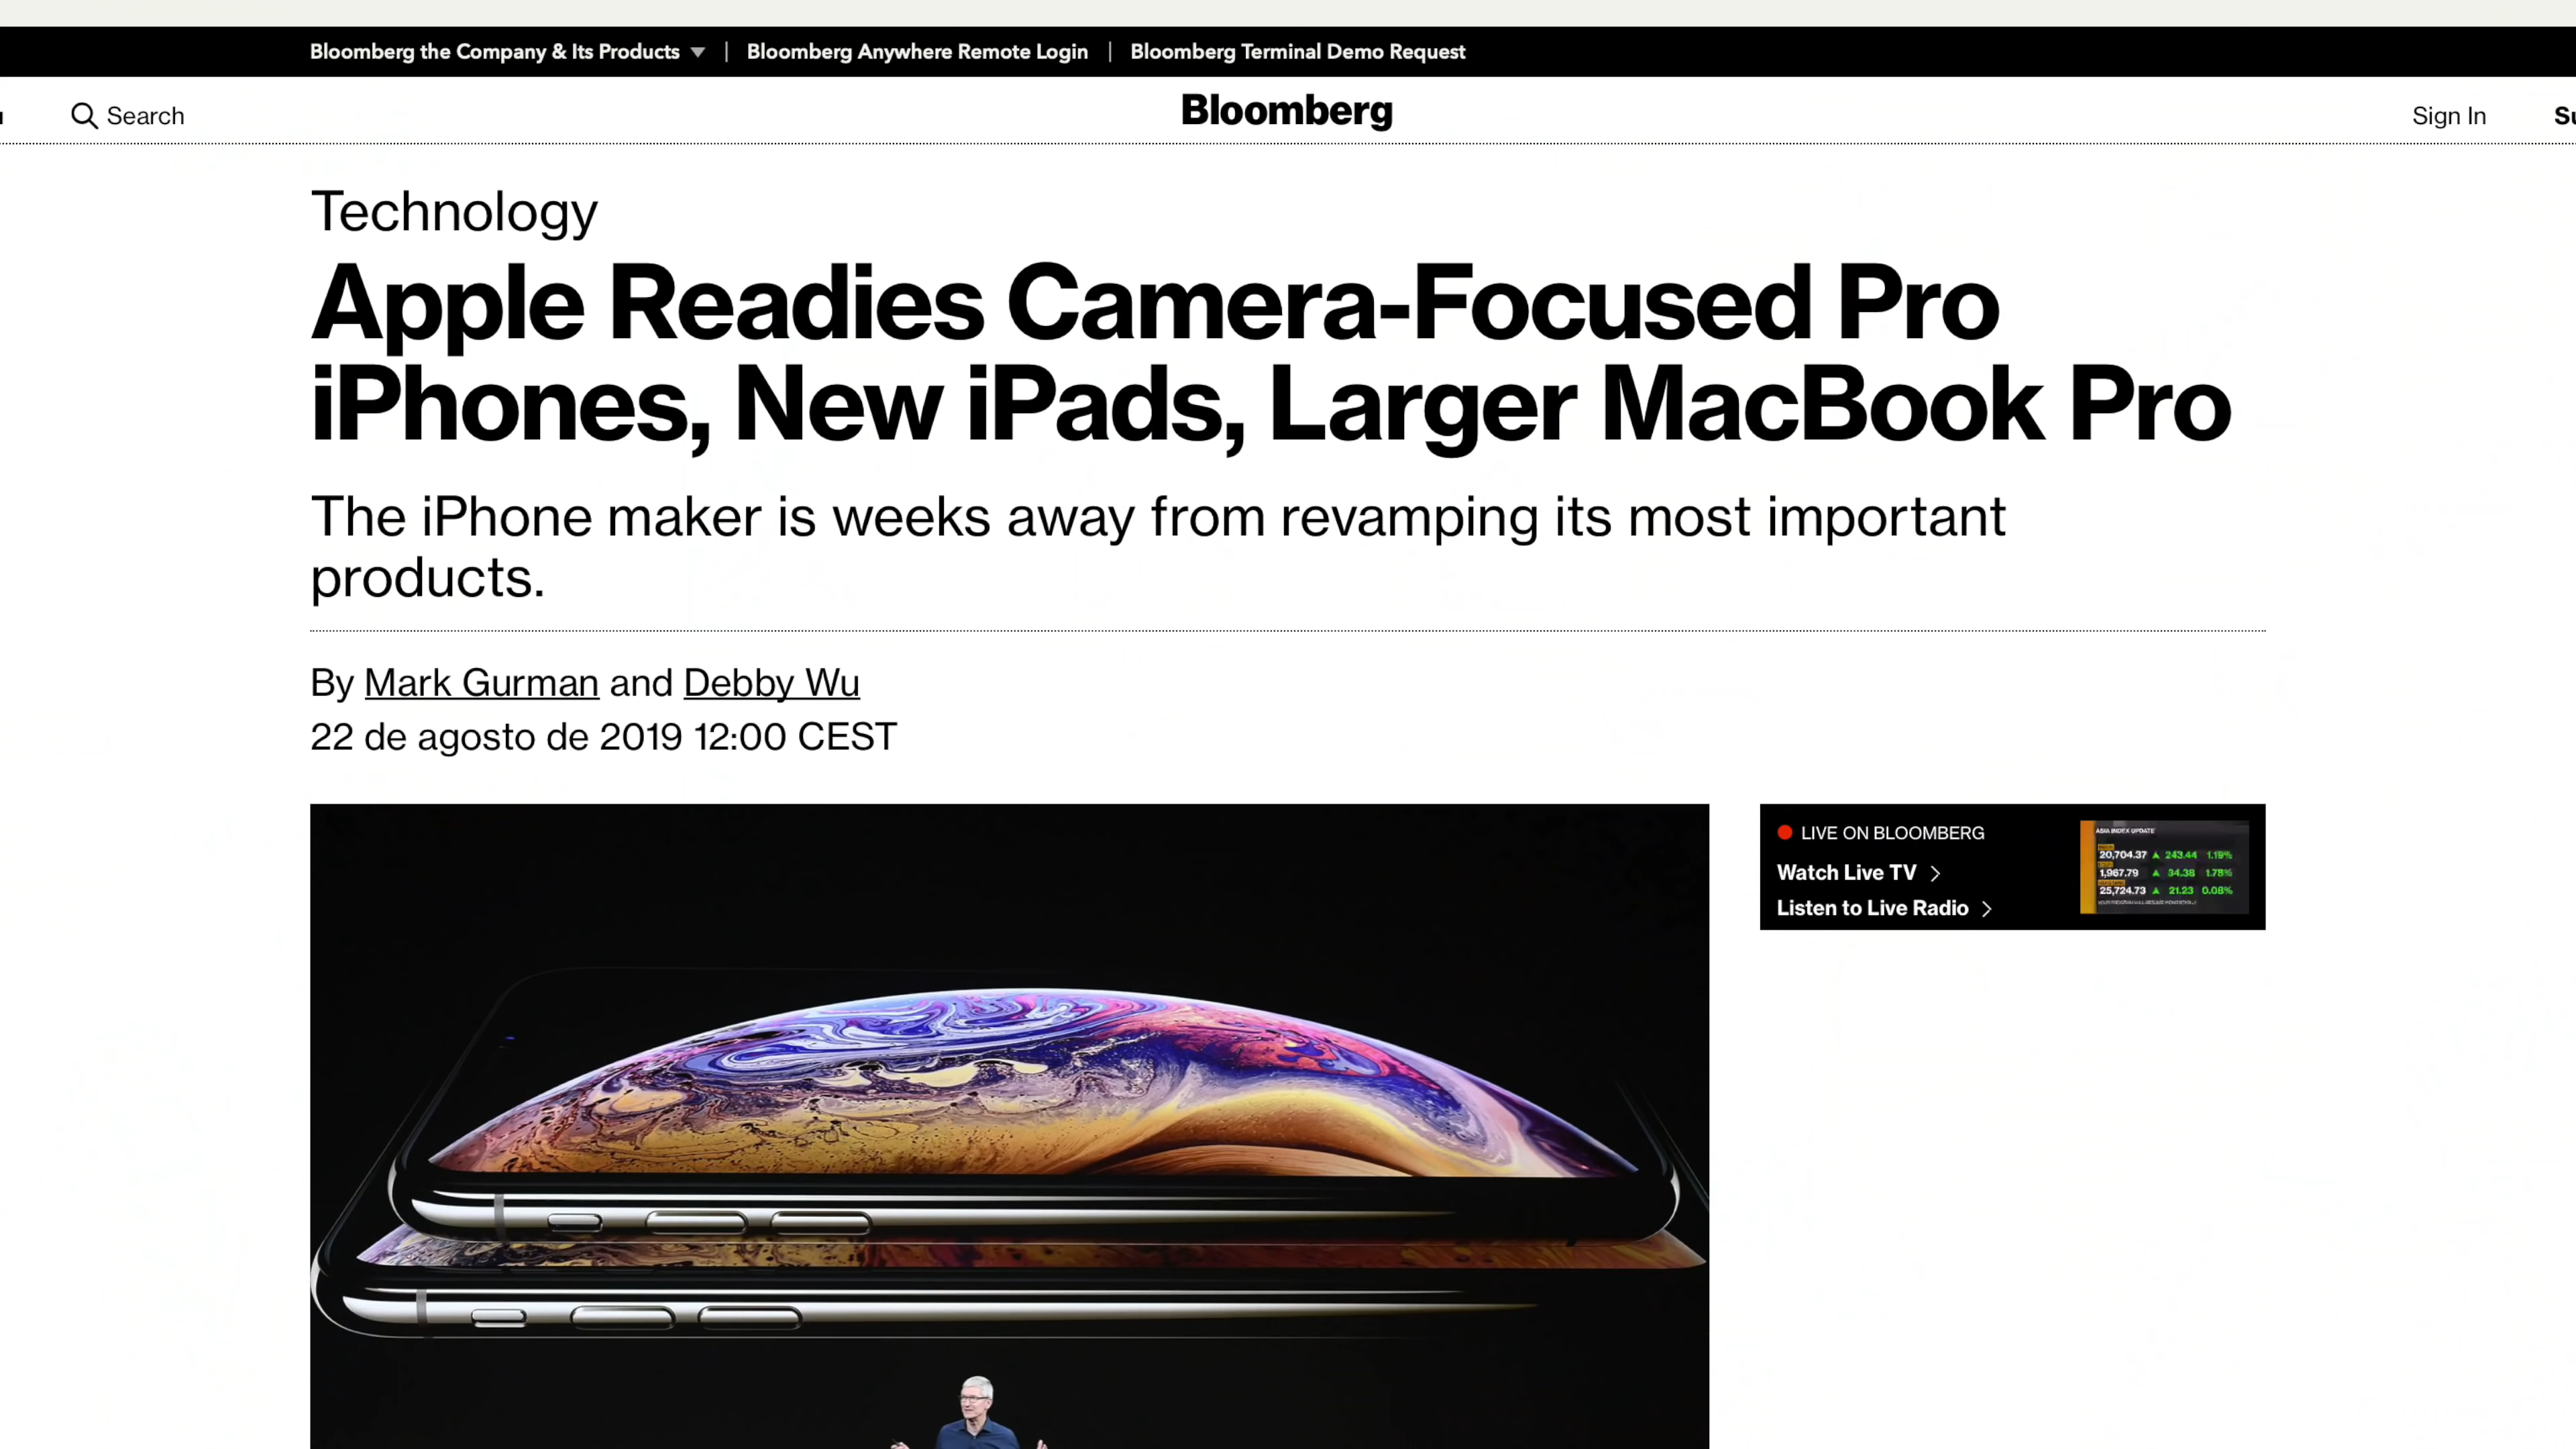 Bloomberg the Company & Its Products | Bloomberg Anywhere Remote Login | Bloomberg Terminal Demo Request
Search
Bloomberg
Sign In
Technology
Apple Readies Camera-Focused Pro
iPhones, New iPads, Larger MacBook Pro
The iPhone maker is weeks away from revamping its most important
products.
By Mark Gurman and Debby Wu
22 de agosto de 2019 12:00 CEST
LIVE ON BLOOMBERG
Watch Live TV
Listen to Live Radio
ASIA INDEX UPDATE
20,704.37 ▲ 243.44 1.19%
1,967.79 ▲ 34.38 1.78%
25,724.73 ▲ 21.23 0.08%